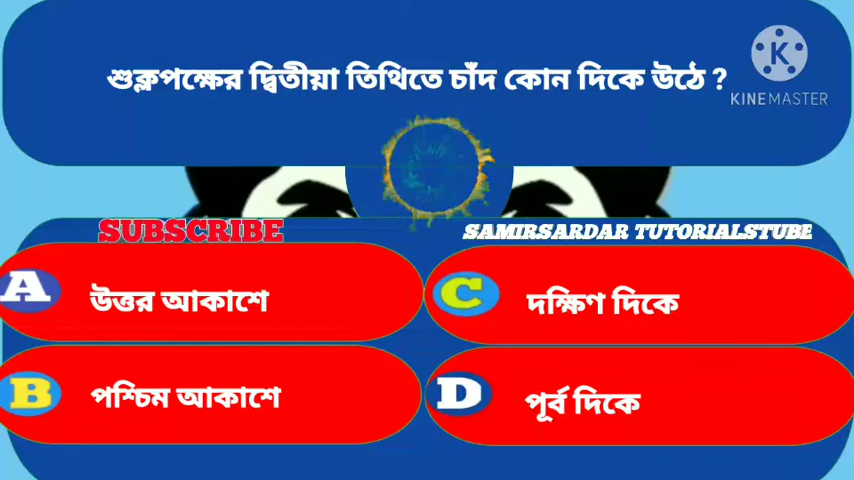 শুক্লপক্ষের দ্বিতীয়া তিথিতে চাঁদ কোন দিকে উঠে ?
K
KINEMASTER
SUBSCRIBE
SAMIRSARDAR TUTORIALSTUBE
A উত্তর আকাশে
C দক্ষিণ দিকে
B পশ্চিম আকাশে
D পূর্ব দিকে